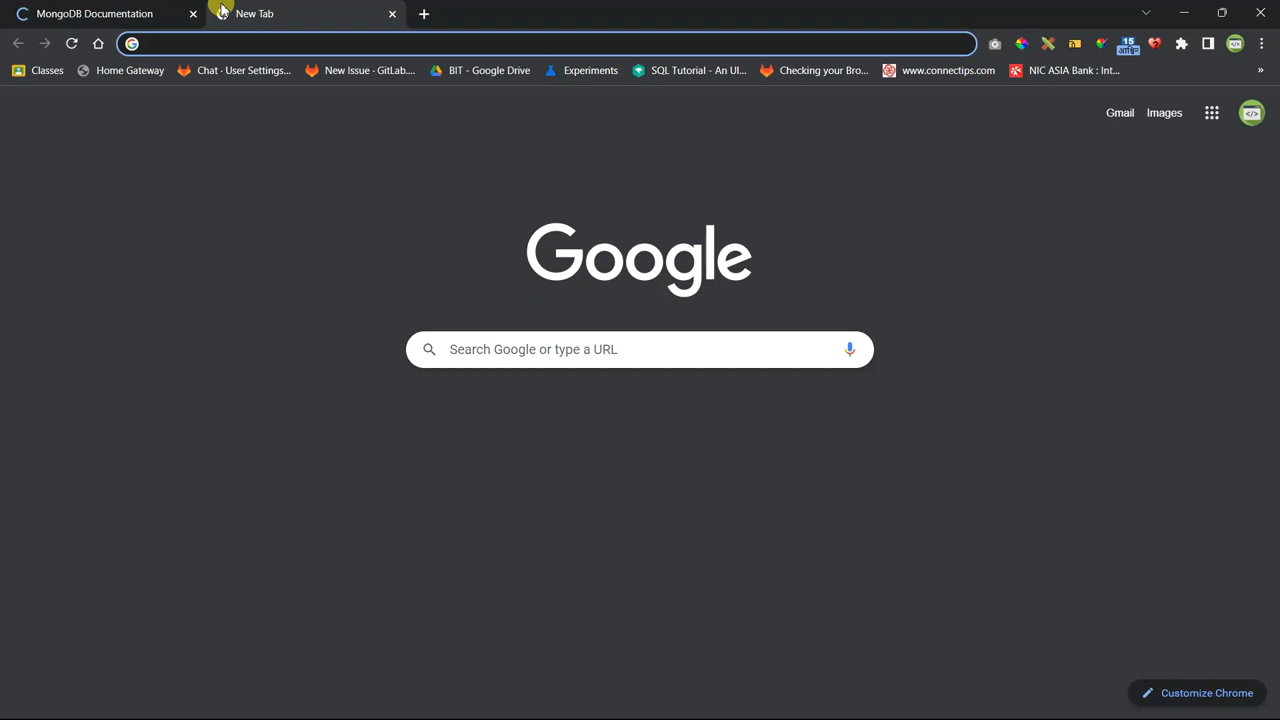 MongoDB Documentation
New Tab
Classes
Home Gateway
Chat · User Settings...
New Issue · GitLab....
BIT - Google Drive
Experiments
SQL Tutorial - An Ul...
Checking your Bro...
www.connectips.com
NIC ASIA Bank : Int...
»
15
आश्विन
Gmail
Images
Google
Search Google or type a URL
Customize Chrome